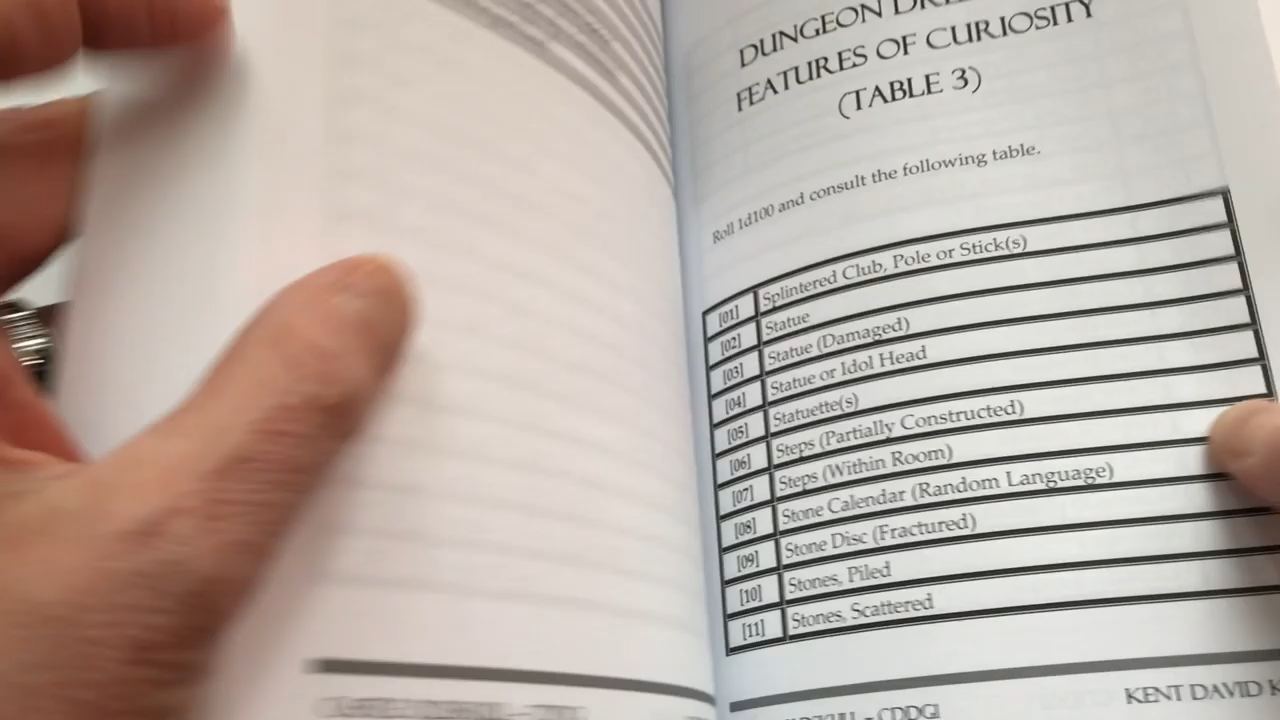 DUNGEON
FEATURES OF CURIOSITY
(TABLE 3)
Roll 1d100 and consult the following table.
[01] Splintered Club, Pole or Stick(s)
[02] Statue
[03] Statue (Damaged)
[04] Statue or Idol Head
[05] Statuette(s)
[06] Steps (Partially Constructed)
[07] Steps (Within Room)
[08] Stone Calendar (Random Language)
[09] Stone Disc (Fractured)
[10] Stones, Piled
[11] Stones, Scattered
- CDDG1
KENT DAVID K